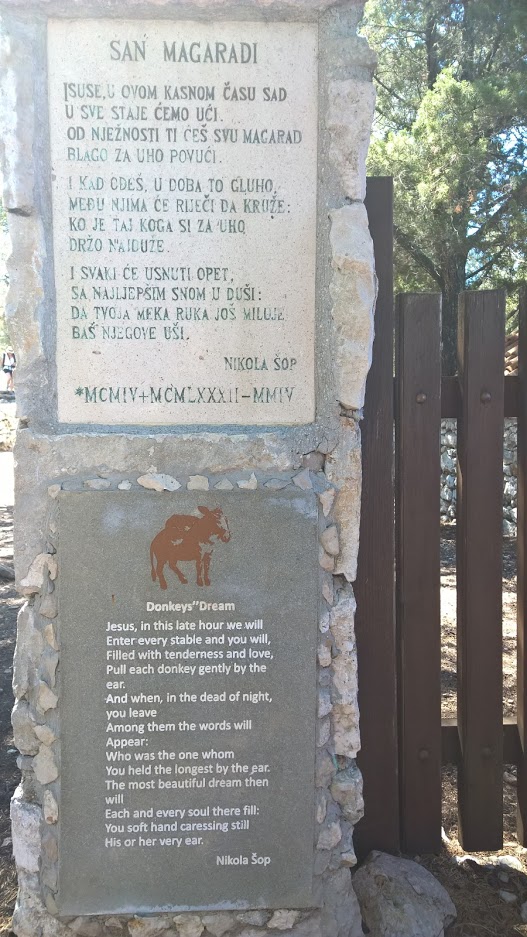 SAN MAGARADI
ISUSE, U OVOM KASNOM ČASU SAD
U SVE STAJE ĆEMO UĆI.
OD NJEŽNOSTI TI ĆEŠ SVU MAGARAD
BLAGO ZA UHO POVUĆI.
I KAD ODEŠ, U DOBA TO GLUHO,
MEĐU NJIMA ĆE RIJEČI DA KRUŽE:
KO JE TAJ KOGA SI ZA UHO
DRŽO NAJDUŽE.
I SVAKI ĆE USNUTI OPET,
SA NAJLJEPŠIM SNOM U DUŠI:
DA TVOJA MEKA RUKA JOŠ MILUJE
BAŠ NJEGOVE UŠI.
NIKOLA ŠOP
*MCMIV+MCMLXXXII-MMIV
Donkeys''Dream
Jesus, in this late hour we will
Enter every stable and you will,
Filled with tenderness and love,
Pull each donkey gently by the
ear.
And when, in the dead of night,
you leave
Among them the words will
Appear:
Who was the one whom
You held the longest by the ear.
The most beautiful dream then
will
Each and every soul there fill:
You soft hand caressing still
His or her very ear.
Nikola Šop